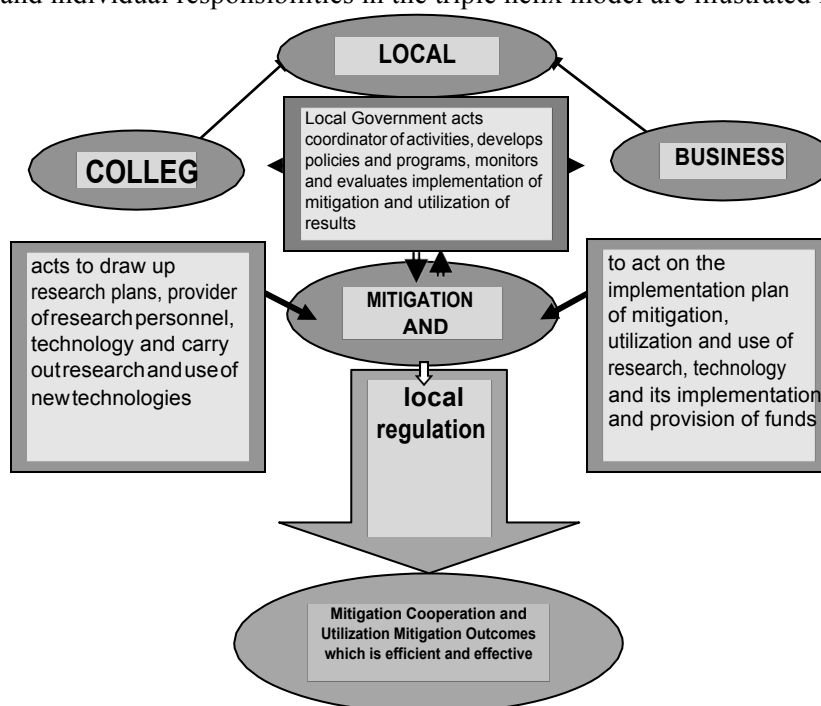 and individual responsibilities in the triple helix model are illustrated
LOCAL
Local Government acts
coordinator of activities, develops
policies and programs, monitors
and evaluates implementation of
mitigation and utilization of
results
COLLEG
BUSINESS
acts to draw up
research plans, provider
of research personnel,
technology and carry
out research and use of
new technologies
MITIGATION
AND
to act on the
implementation plan
of mitigation,
utilization and use of
research, technology
and its implementation
and provision of funds
local
regulation
Mitigation Cooperation and
Utilization Mitigation Outcomes
which is efficient and effective